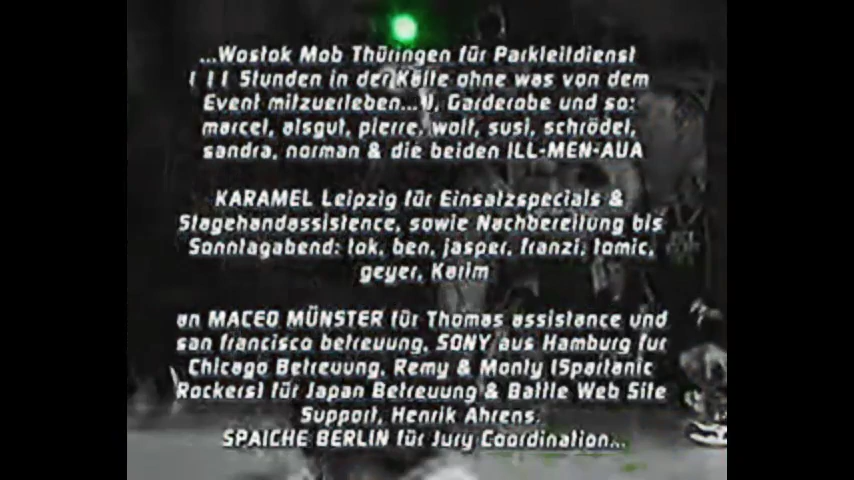 ...Wostok Mob Thüringen für Parkleitdienst
( 11 Stunden in der Kälte ohne was von dem
Event mitzuerleben... ), Garderobe und so:
marcel, alsgut, pierre, wolf, susi, schrödel,
sandra, norman & die beiden ILL-MEN-AUA
KARAMEL Leipzig für Einsatzspecials &
Stagehandassistence, sowie Nachbereitung bis
Sonntagabend: tok, ben, jasper, franzi, tomic,
geyer, Karim
an MACEO MÜNSTER für Thomas assistance und
san francisco betreuung, SONY aus Hamburg für
Chicago Betreuung, Remy & Monty (Spartanic
Rockers) für Japan Betreuung & Battle Web Site
Support, Henrik Ahrens.
SPAICHE BERLIN für Jury Coordination...